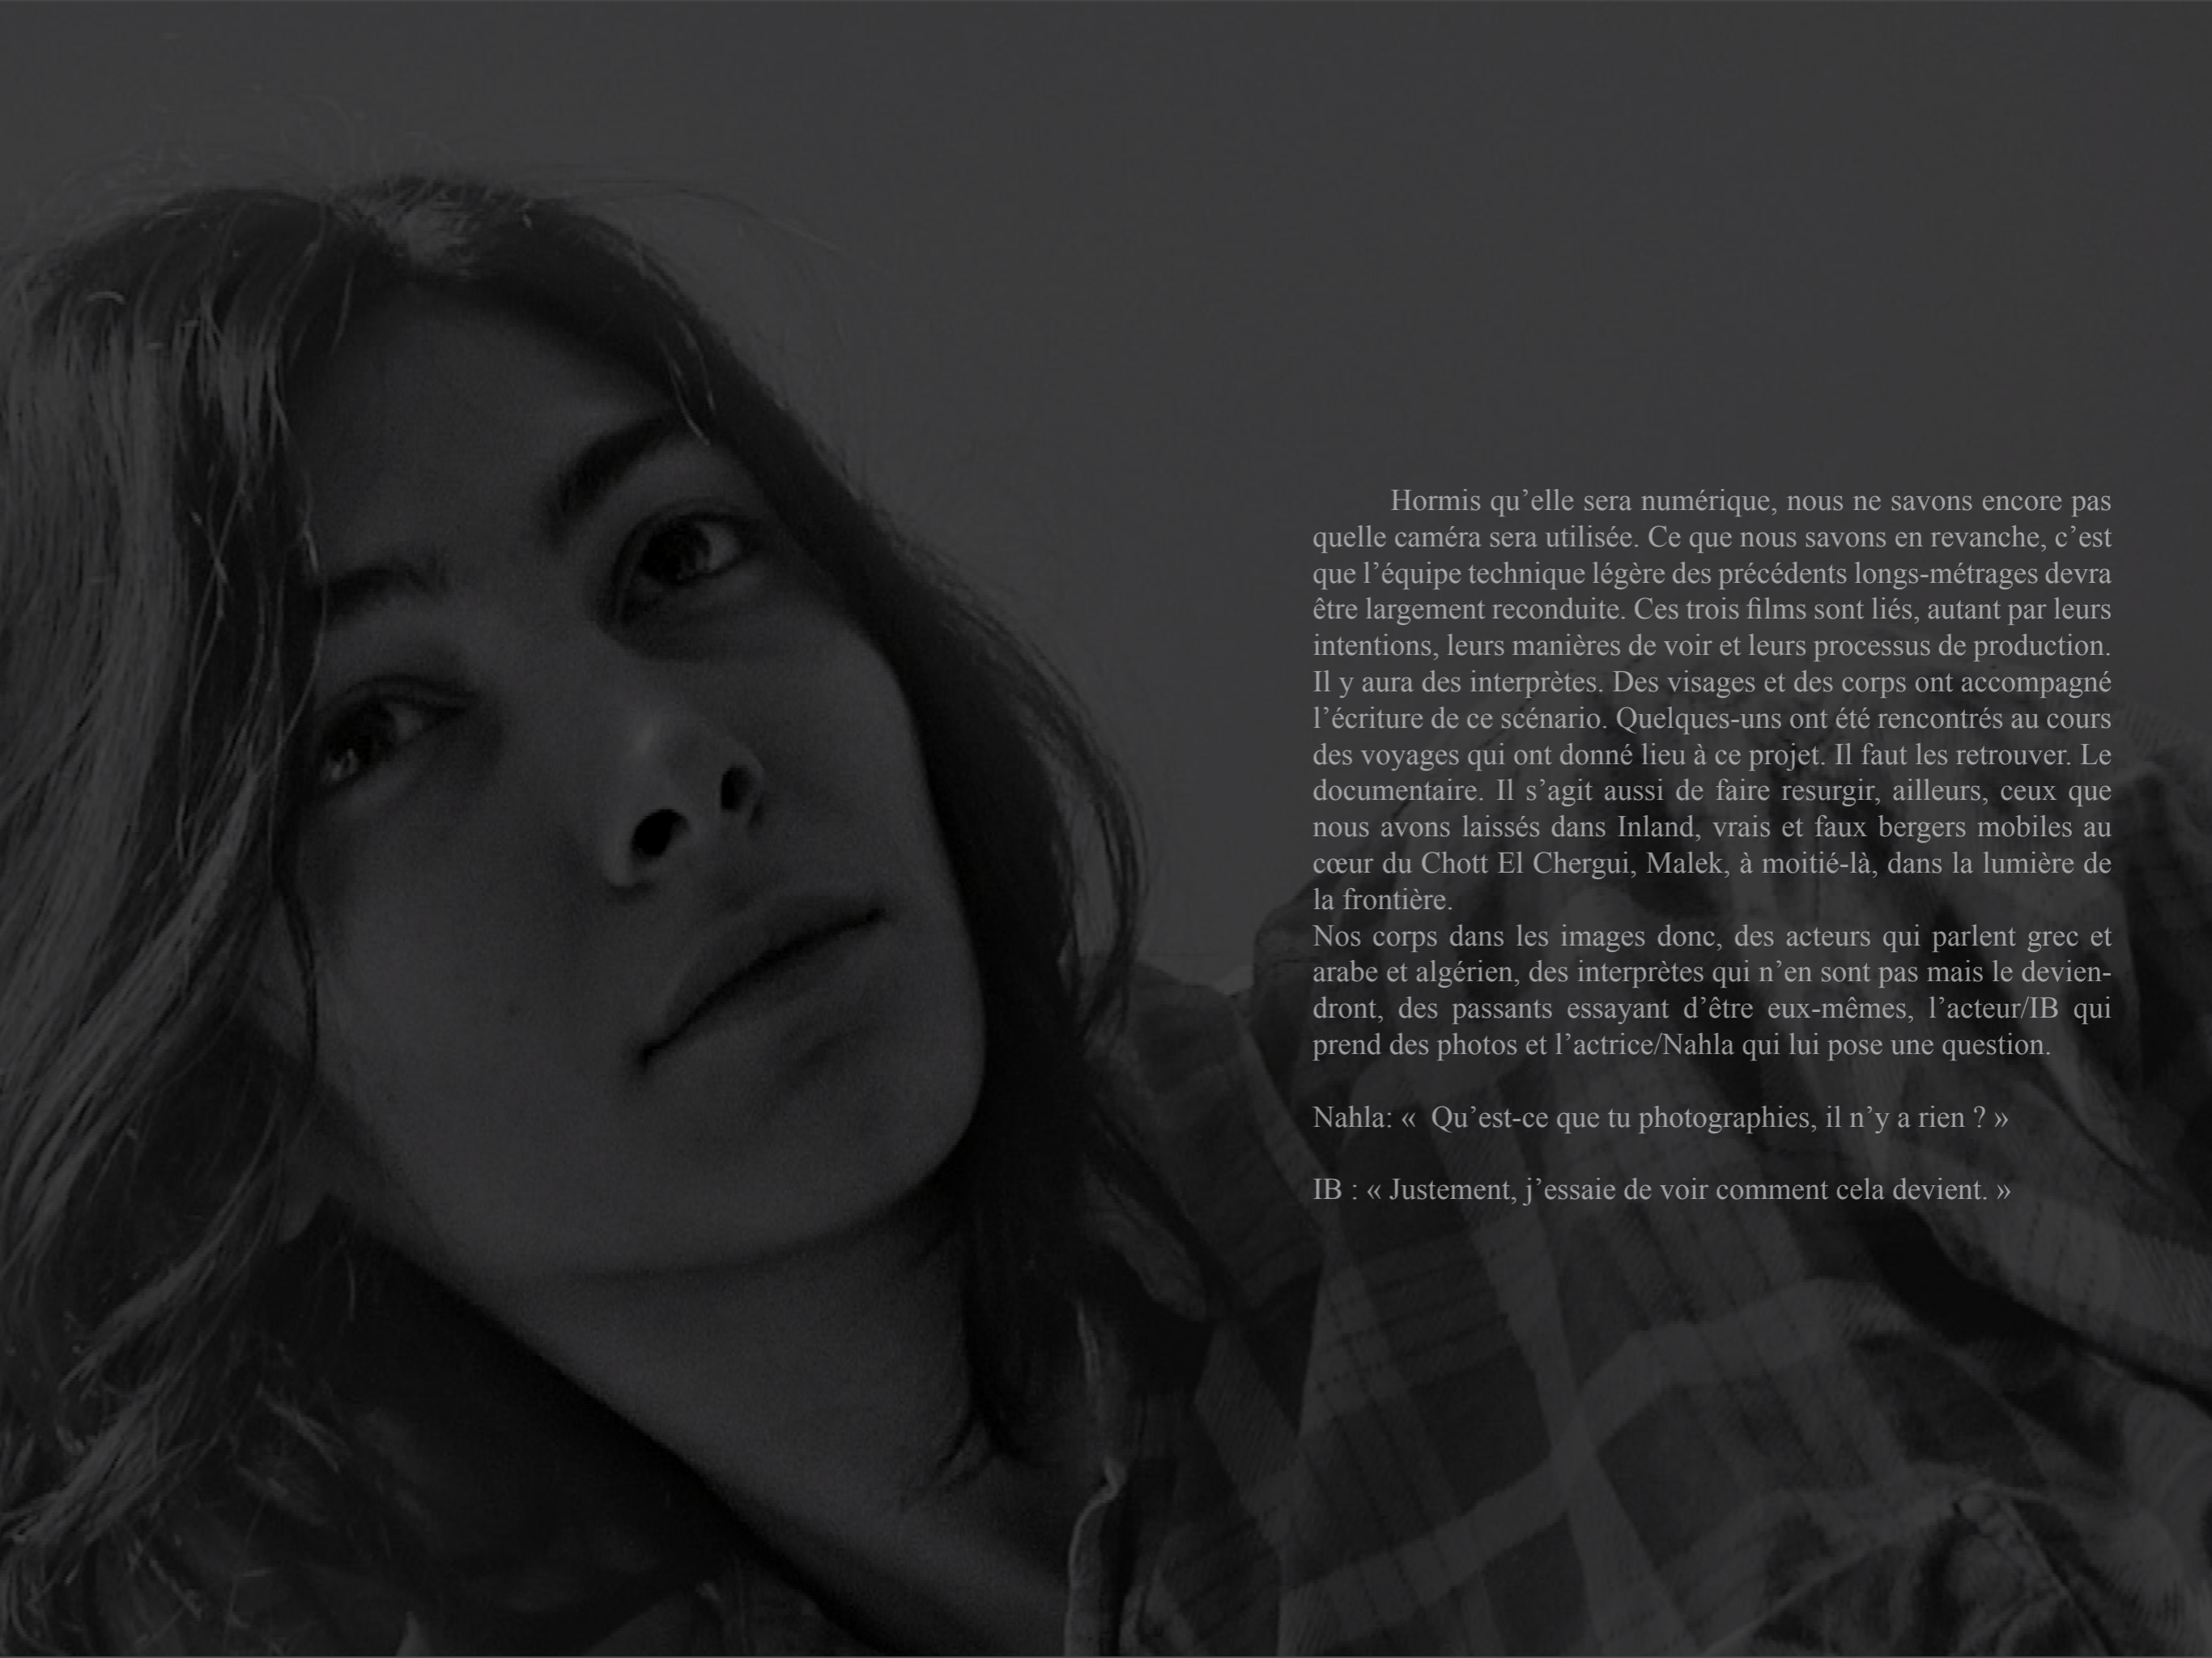 Hormis qu’elle sera numérique, nous ne savons encore pas
quelle caméra sera utilisée. Ce que nous savons en revanche, c’est
que l’équipe technique légère des précédents longs-métrages devra
être largement reconduite. Ces trois films sont liés, autant par leurs
intentions, leurs manières de voir et leurs processus de production.
Il y aura des interprètes. Des visages et des corps ont accompagné
l’écriture de ce scénario. Quelques-uns ont été rencontrés au cours
des voyages qui ont donné lieu à ce projet. Il faut les retrouver. Le
documentaire. Il s’agit aussi de faire resurgir, ailleurs, ceux que
nous avons laissés dans Inland, vrais et faux bergers mobiles au
cœur du Chott El Chergui, Malek, à moitié-là, dans la lumière de
la frontière.
Nos corps dans les images donc, des acteurs qui parlent grec et
arabe et algérien, des interprètes qui n’en sont pas mais le devien-
dront, des passants essayant d’être eux-mêmes, l’acteur/IB qui
prend des photos et l’actrice/Nahla qui lui pose une question.
Nahla: «  Qu’est-ce que tu photographies, il n’y a rien ? »
IB : « Justement, j’essaie de voir comment cela devient. »